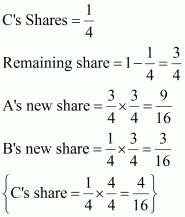 C's Shares = 1/4
Remaining share = 1 − 1/4 = 3/4
A's new share = 3/4 × 3/4 = 9/16
B's new share = 1/4 × 3/4 = 3/16
{C's share = 1/4 × 4/4 = 4/16}